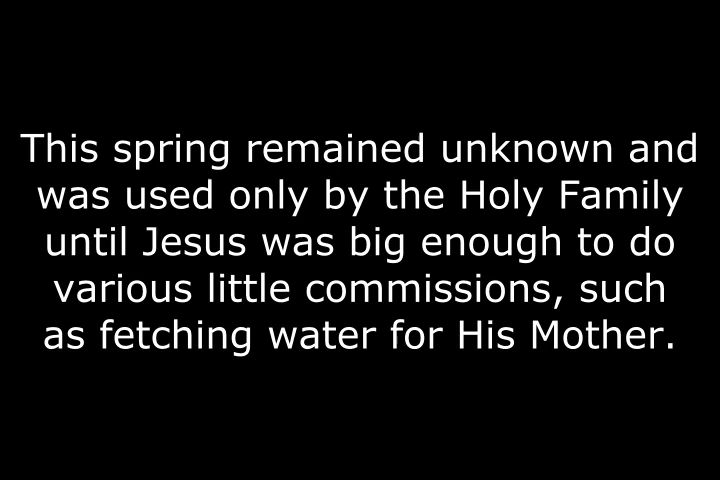 This spring remained unknown and
was used only by the Holy Family
until Jesus was big enough to do
various little commissions, such
as fetching water for His Mother.